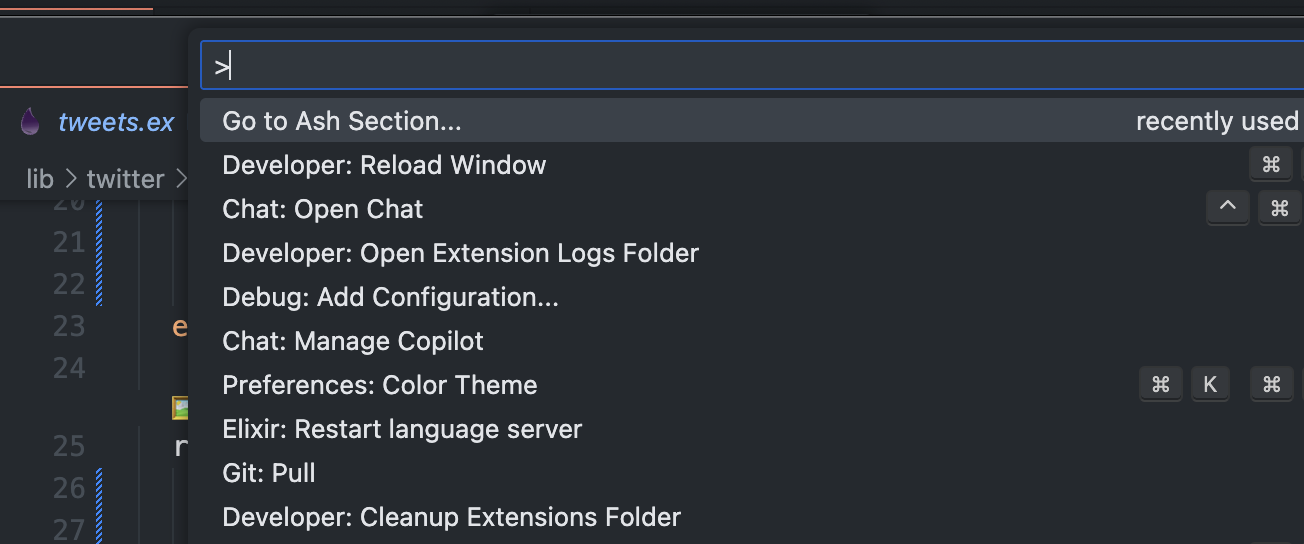 >
tweets.ex
lib > twitter >
20
21
22
23 e
24
25 r
26
27
Go to Ash Section... recently used
Developer: Reload Window ⌘
Chat: Open Chat ^ ⌘
Developer: Open Extension Logs Folder
Debug: Add Configuration...
Chat: Manage Copilot
Preferences: Color Theme ⌘ K ⌘
Elixir: Restart language server
Git: Pull
Developer: Cleanup Extensions Folder